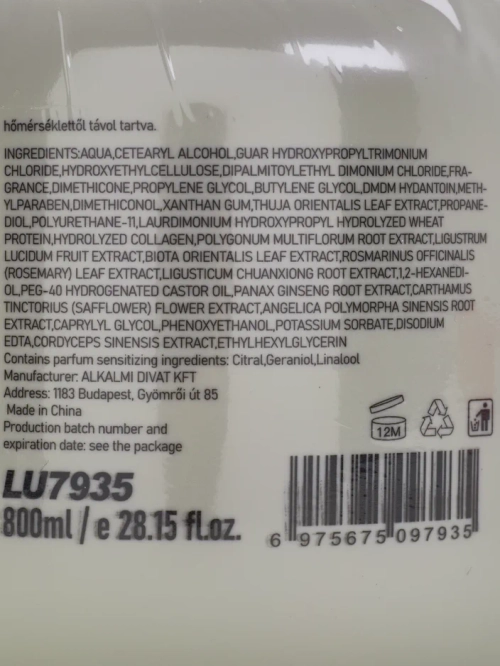 hőmérséklettől távol tartva.
INGREDIENTS:AQUA,CETEARYL ALCOHOL,GUAR HYDROXYPROPYLTRIMONIUM
CHLORIDE,HYDROXYETHYLCELLULOSE,DIPALMITOYLETHYL DIMONIUM CHLORIDE,FRA-
GRANCE,DIMETHICONE,PROPYLENE GLYCOL,BUTYLENE GLYCOL,DMDM HYDANTOIN,METH-
YLPARABEN,DIMETHICONOL,XANTHAN GUM,THUJA ORIENTALIS LEAF EXTRACT,PROPANE-
DIOL,POLYURETHANE-11,LAURDIMONIUM HYDROXYPROPYL HYDROLYZED WHEAT
PROTEIN,HYDROLYZED COLLAGEN,POLYGONUM MULTIFLORUM ROOT EXTRACT,LIGUSTRUM
LUCIDUM FRUIT EXTRACT,BIOTA ORIENTALIS LEAF EXTRACT,ROSMARINUS OFFICINALIS
(ROSEMARY) LEAF EXTRACT,LIGUSTICUM CHUANXIONG ROOT EXTRACT,1,2-HEXANEDI-
OL,PEG-40 HYDROGENATED CASTOR OIL,PANAX GINSENG ROOT EXTRACT,CARTHAMUS
TINCTORIUS (SAFFLOWER) FLOWER EXTRACT,ANGELICA POLYMORPHA SINENSIS ROOT
EXTRACT,CAPRYLYL GLYCOL,PHENOXYETHANOL,POTASSIUM SORBATE,DISODIUM
EDTA,CORDYCEPS SINENSIS EXTRACT,ETHYLHEXYLGLYCERIN
Contains parfum sensitizing ingredients: Citral,Geraniol,Linalool
Manufacturer: ALKALMI DIVAT KFT
Address: 1183 Budapest, Gyömrői út 85
Made in China
Production batch number and
expiration date: see the package
12M
LU7935
800ml / e 28.15 fl.oz.
6 975675 097935